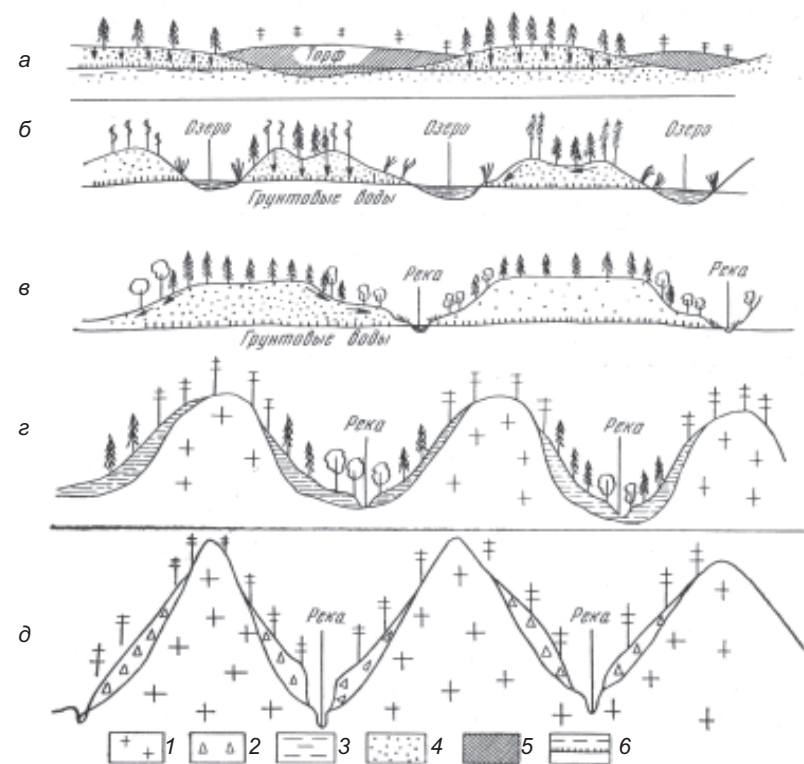 а
Торф
б
Озеро Озеро Озеро
Грунтовые воды
в
Река Река
Грунтовые воды
г
Река Река
д
Река Река
1 2 3 4 5 6